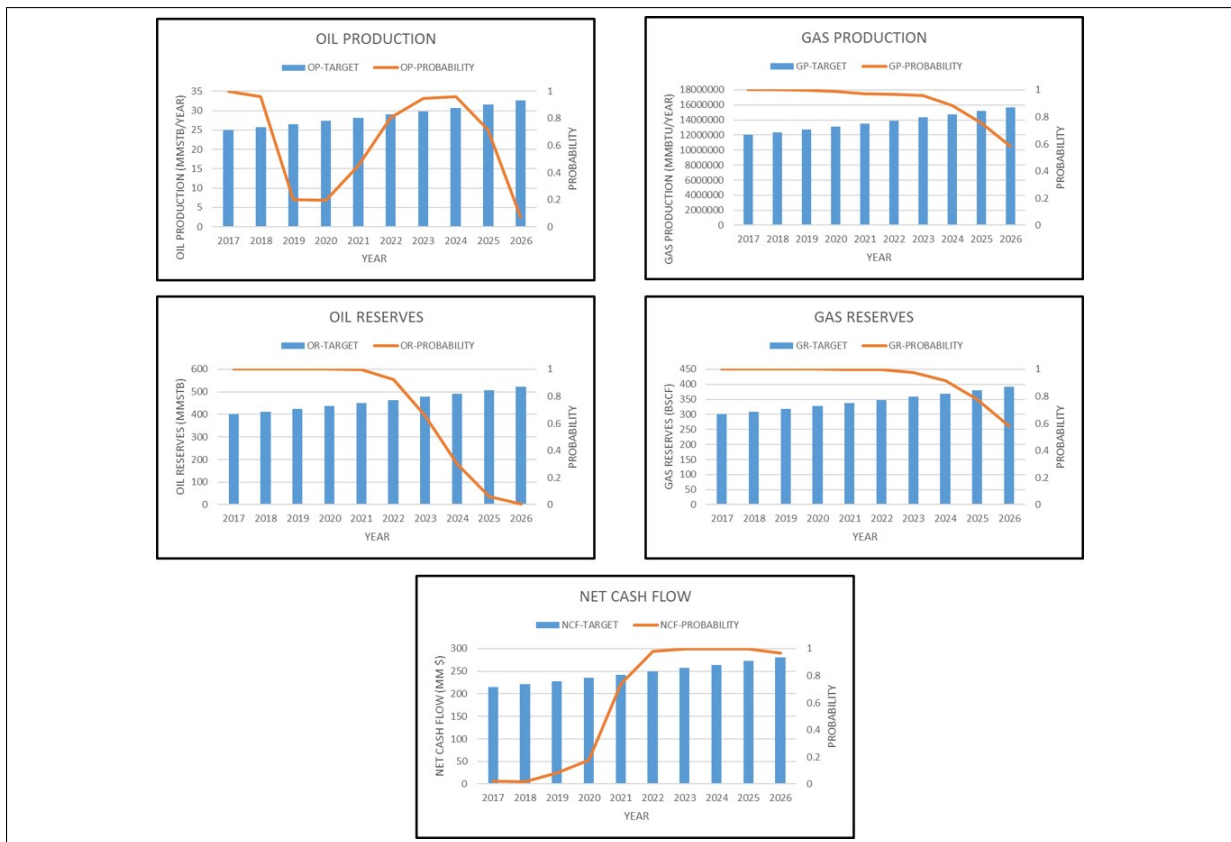 OIL PRODUCTION
OP-TARGET OP-PROBABILITY
OIL PRODUCTION (MMSTB/YEAR)
35
30
25
20
15
10
5
0
1
0.8
0.6
0.4
0.2
0
PROBABILITY
2017 2018 2019 2020 2021 2022 2023 2024 2025 2026
YEAR
GAS PRODUCTION
GP-TARGET GP-PROBABILITY
GAS PRODUCTION (MMBTU/YEAR)
18000000
16000000
14000000
12000000
10000000
8000000
6000000
4000000
2000000
0
1
0.8
0.6
0.4
0.2
0
PROBABILITY
2017 2018 2019 2020 2021 2022 2023 2024 2025 2026
YEAR
OIL RESERVES
OR-TARGET OR-PROBABILITY
OIL RESERVES (MMSTB)
600
500
400
300
200
100
0
1
0.8
0.6
0.4
0.2
0
PROBABILITY
2017 2018 2019 2020 2021 2022 2023 2024 2025 2026
YEAR
GAS RESERVES
GR-TARGET GR-PROBABILITY
GAS RESERVES (BSCF)
450
400
350
300
250
200
150
100
50
0
1
0.8
0.6
0.4
0.2
0
PROBABILITY
2017 2018 2019 2020 2021 2022 2023 2024 2025 2026
YEAR
NET CASH FLOW
NCF-TARGET NCF-PROBABILITY
NET CASH FLOW (MM $)
300
250
200
150
100
50
0
1
0.8
0.6
0.4
0.2
0
PROBABILITY
2017 2018 2019 2020 2021 2022 2023 2024 2025 2026
YEAR